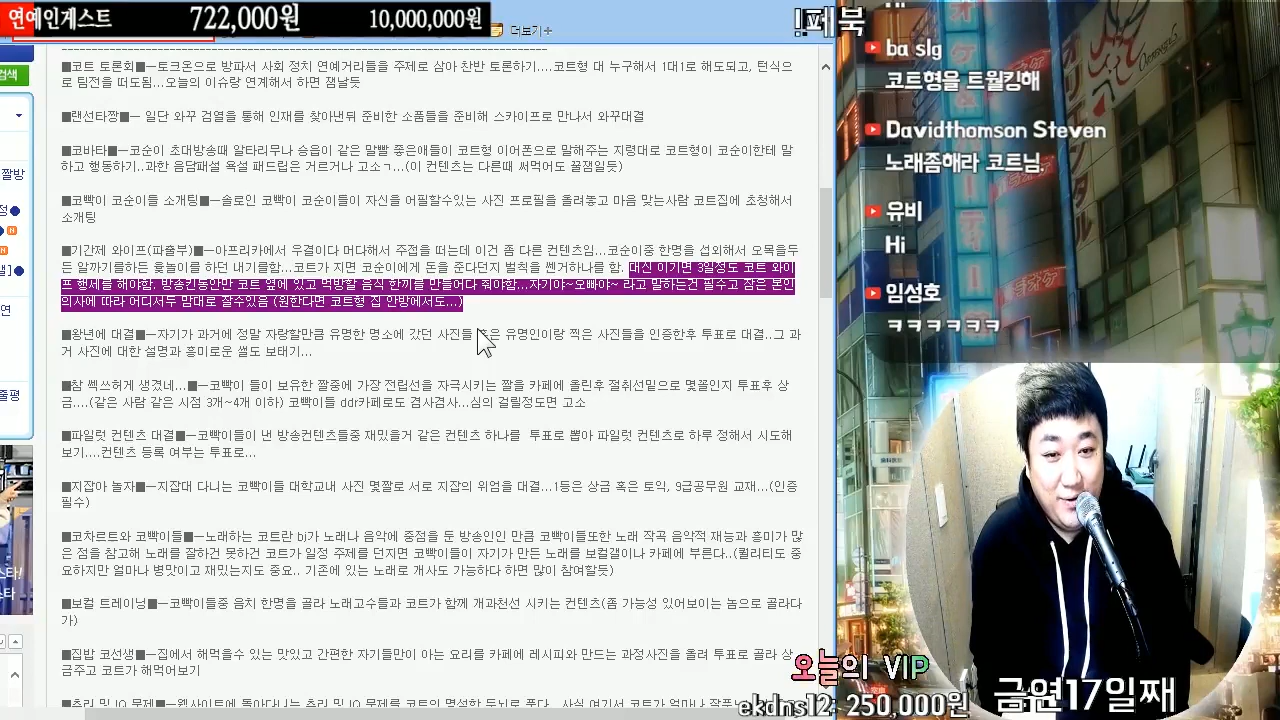 연예인게스트 722,000원 10,000,000원
더보기+
!페북
검색
■코트 토론회■ㅡ토크온으로 방파서 사회 정치 연예거리들을 주제로 삼아 찬반 토론하기...코트형 대 누구해서 1대1로 해도되고, 턴식으
로 팀전을 떠도됨...오늘의 이슈랑 연계해서 하면 잼날듯
■랜선타짱■ㅡ 일단 와꾸 검열을 통해 인재를 찾아번뒤 준비한 소품들을 준비해 스카이프로 만나서 와꾸대결
■코바타■ㅡ코순이 초대방송때 얼타리무나 승읍이 같은 말빨 좋은애들이 코트형 이어폰으로 말해주는 지령대로 코트형이 코순이한테 말
하고 행동하기..과한 음담패설 욕설 패드립은 거르거나 고소ㄱ...(이 컨텐츠는 다른때 써먹어도 꿀잼일듯)
■코빡이 코순이들 소개팅■ㅡ솔로인 코빡이 코순이들이 자신을 어필할수있는 사진 프로필을 올려놓고 마음 맞는사람 코트집에 초청해서
소개팅
■기간제 와이프(파출부)■ㅡ아프리카에서 우결이다 머다해서 주접을 떠는데 이건 좀 다른 컨텐츠임...코순이중 한명을 섭외해서 오목을두
든 알까기를하든 윷놀이를 하던 내기를함...코트가 지면 코순이에게 돈을 준다던지 벌칙을 쎈거하나를 함. 대신 이기면 3일정도 코트 와이
프 행세를 해야함. 방송인동안만 코트 옆에 있고 먹방할 음식 한끼를 만들어다 줘야함...자기야~오빠야~ 라고 말하는건 필수고 잠은 본인
의사에 따라 어디서두 맘대로 잘수있음 (원한다면 코트형 집 안방에서도...)
■왕년에 대결■ㅡ자기가 과거에 정말 자랑할만큼 유명한 명소에 갔던 사진들 유명인이랑 찍은 사진들을 인증한후 투표로 대결..그 과
거 사진에 대한 설명과 흥미로운 썰도 보태기...
■참 쎅쓰허게 생겼네...■ㅡ코빡이 들이 보유한 짤중에 가장 전립선을 자극시키는 짤을 카페에 올린후 절취선밑으로 몇꼴인지 투표후 상
금....(같은 사람 같은 사진 3개~4개 이하) 코빡이들 ddr카페로도 겸사겸사...심의 걸릴정도면 고소
■파일럿 컨텐츠 대결■ㅡ코빡이들이 낸 방송컨텐츠들중 재밌을거 같은 컨텐츠 하나를 투표로 뽑아 파일럿 컨텐츠로 하루 정해서 시도해
보기....컨텐츠 등록 여부는 투표로...
■지잡아 놀자■ㅡ지잡 코빡이들 대학교내 사진 몇짤로 서로 지잡의 위엄을 대결...1등은 상금 혹은 토익, 9급공무원 교재...(인증
필수)
■코차르트와 코빡이들■ㅡ노래하는 코트란 bj가 노래나 음악에 중점을 둔 방송인인 만큼 코빡이들또한 노래 작곡 음악적 재능과 흥미가 많
은 점을 참고해 노래를 잘하건 못하건 코트가 일정 주제를 던지면 코빡이들이 자기가 만든 노래를 보컬갤이나 카페에 부른다..(퀄리티도 중
요하지만 얼마나 웃and이고 재밌는지도 중요.. 기존에 잇는 노래로 개사도 가능하다 하면 많이 참여할듯)
■보컬 트레이닝■ㅡ코빡이들중 음치 한명을 골라 노래고수들과 코트가 함께 개과천선 시키는 컨텐츠(좀 가능성 있어보이는 놈으로 골라다
가)
■집밥 코선생■ㅡ집에서 해먹을수 있는 맛있고 간편한 자기들만이 아는 요리를 카페에 레시피와 만드는 과정사진을 올려 투표로 골라 상
금주고 코트가 해먹어보기
Hi
ba slg
코트형을 트월킹해
Davidthomson Steven
노래좀해라 코트님.
유비
Hi
임성호
ㅋㅋㅋㅋㅋㅋㅋ
오늘의 VIP
ekdns12: 250,000원
금연17일째